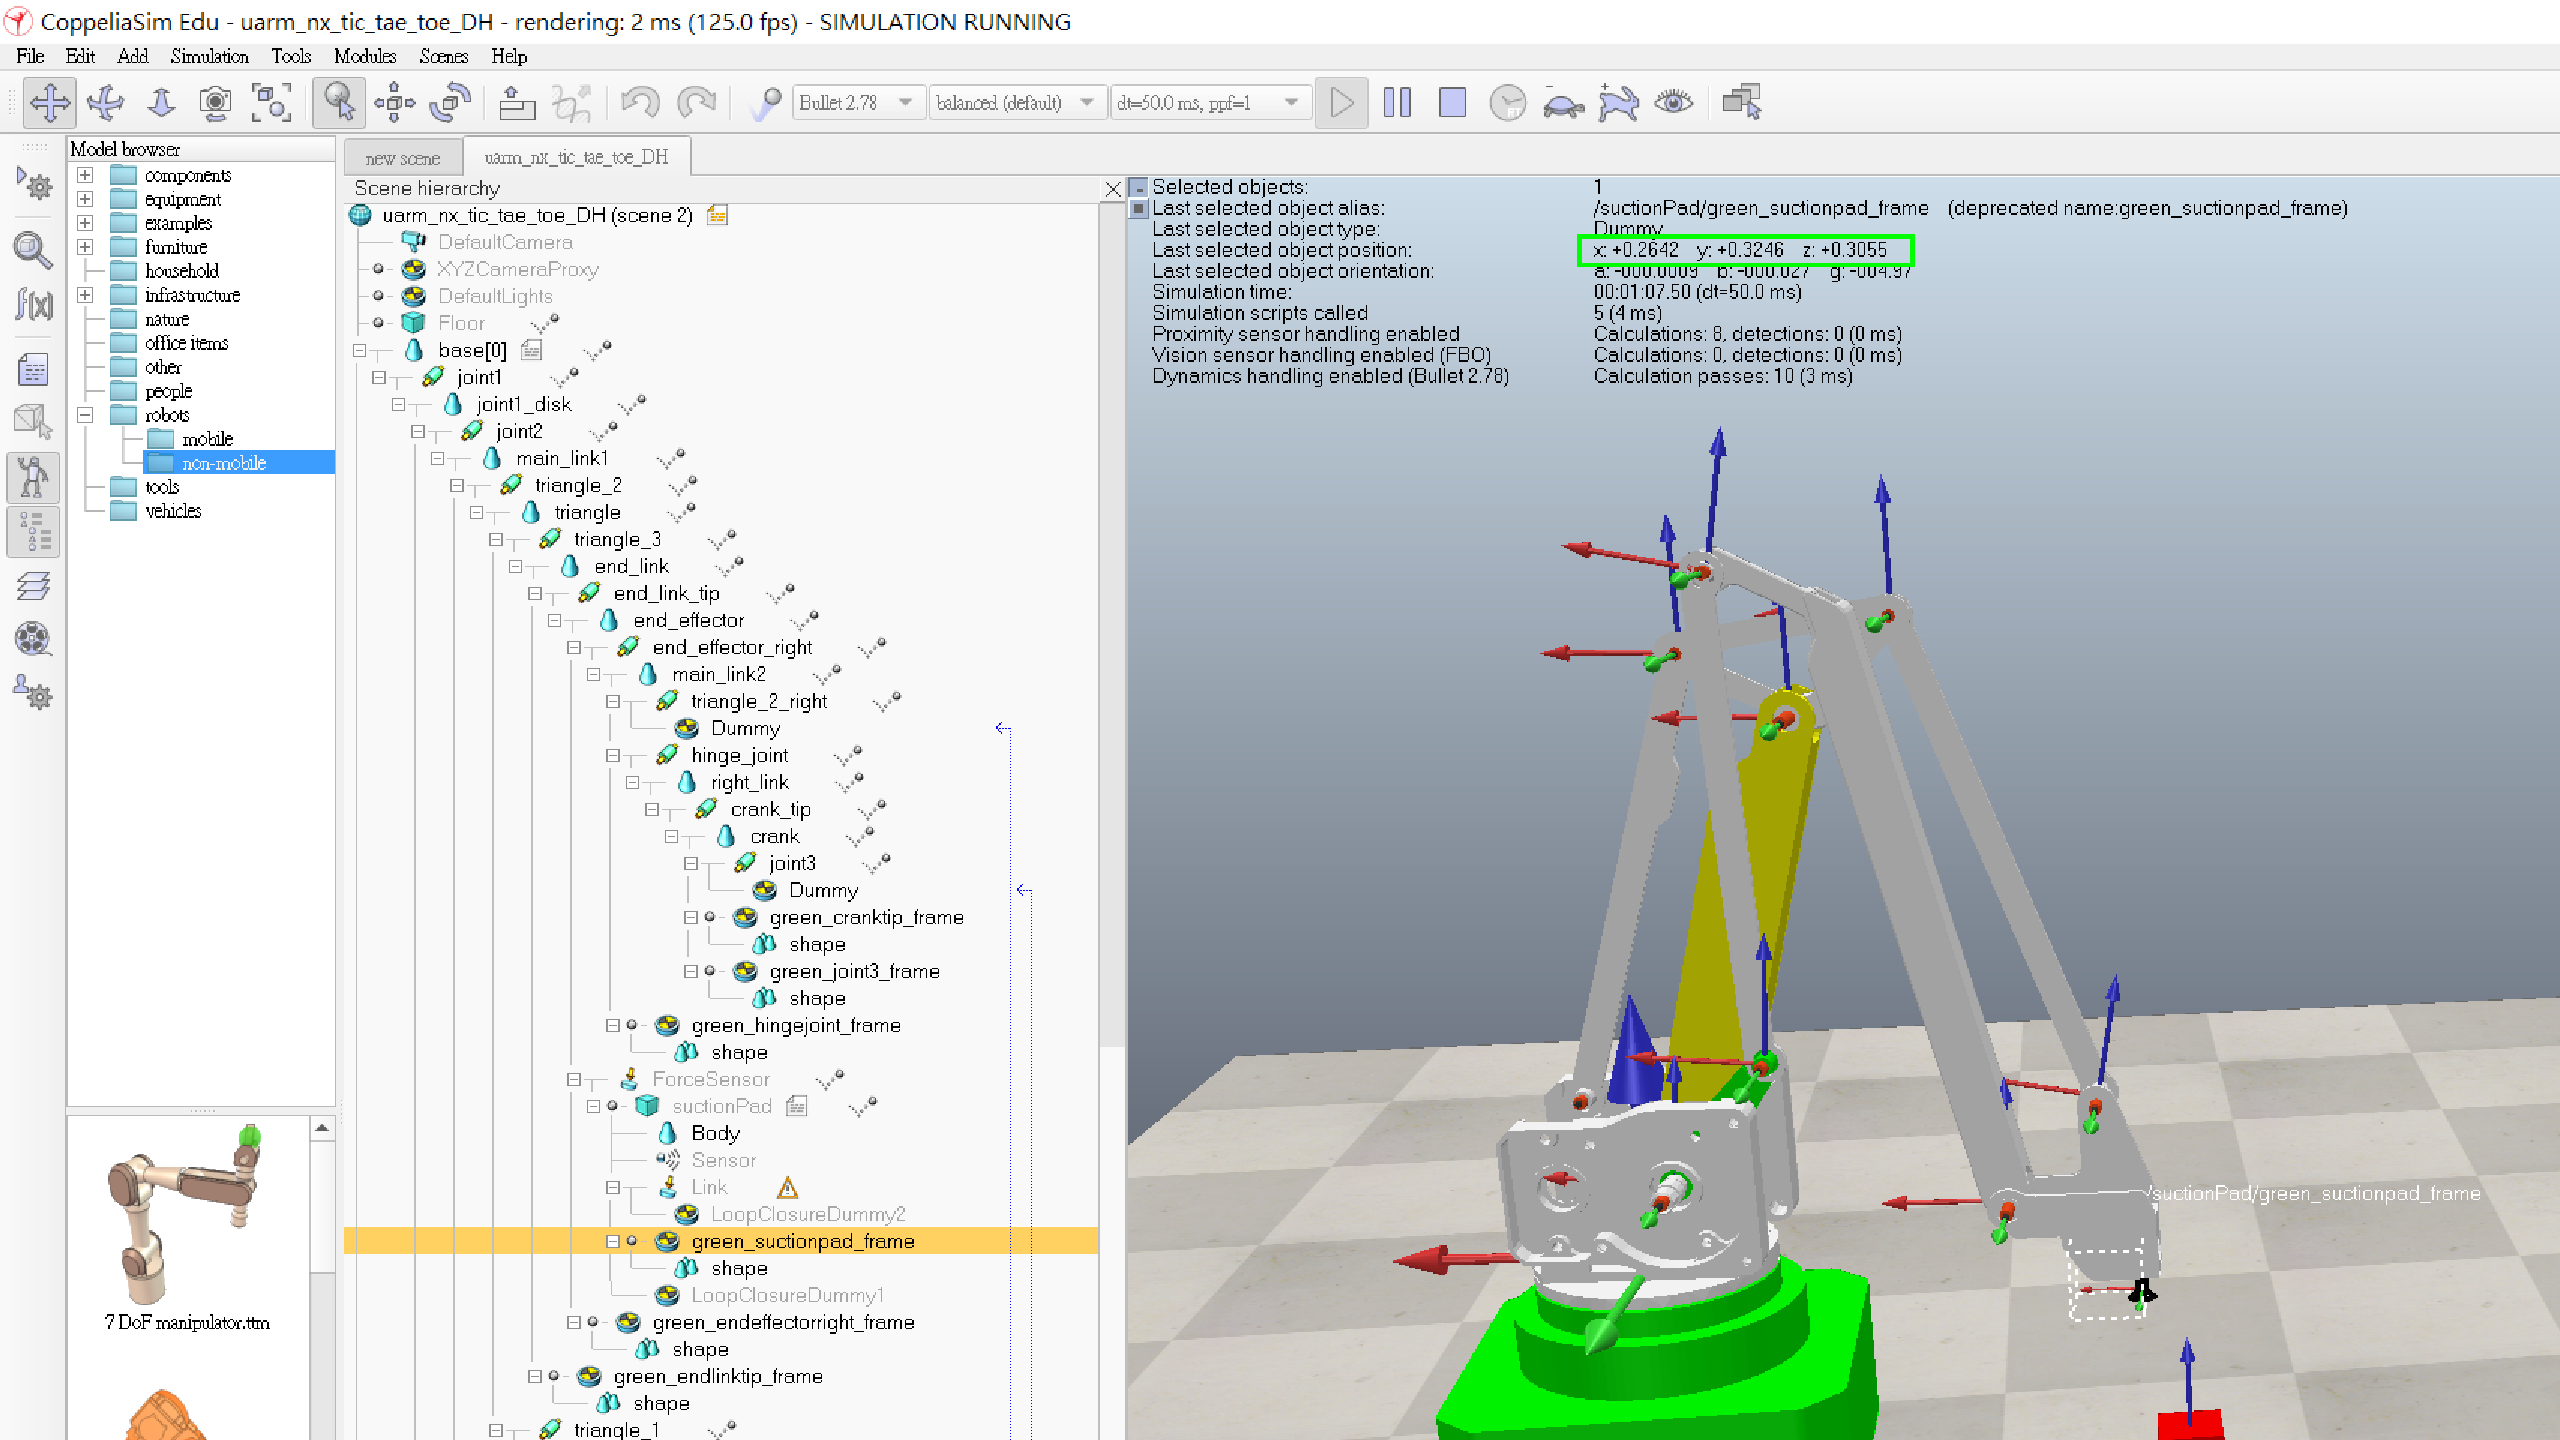 CoppeliaSim Edu - uarm_nx_tic_tae_toe_DH - rendering: 2 ms (125.0 fps) - SIMULATION RUNNING
File Edit Add Simulation Tools Modules Scenes Help
Bullet 2.78 balanced (default) dt=50.0 ms, ppf=1
Model browser
components
equipment
examples
furniture
household
infrastructure
nature
office items
other
people
robots
mobile
non-mobile
tools
vehicles
7 DoF manipulator.ttm
new scene uarm_nx_tic_tae_toe_DH
Scene hierarchy
uarm_nx_tic_tae_toe_DH (scene 2)
DefaultCamera
XYZCameraProxy
DefaultLights
Floor
base[0]
joint1
joint1_disk
joint2
main_link1
triangle_2
triangle
triangle_3
end_link
end_link_tip
end_effector
end_effector_right
main_link2
triangle_2_right
Dummy
hinge_joint
right_link
crank_tip
crank
joint3
Dummy
green_cranktip_frame
shape
green_joint3_frame
shape
green_hingejoint_frame
shape
ForceSensor
suctionPad
Body
Sensor
Link
LoopClosureDummy2
green_suctionpad_frame
shape
LoopClosureDummy1
green_endeffectorright_frame
shape
green_endlinktip_frame
shape
triangle_1
Selected objects: 1
Last selected object alias: /suctionPad/green_suctionpad_frame (deprecated name:green_suctionpad_frame)
Last selected object type: Dummy
Last selected object position: x: +0.2642 y: +0.3246 z: +0.3055
Last selected object orientation: a: -000.0009 b: -000.027 g: -004.97
Simulation time: 00:01:07.50 (dt=50.0 ms)
Simulation scripts called 5 (4 ms)
Proximity sensor handling enabled Calculations: 8, detections: 0 (0 ms)
Vision sensor handling enabled (FBO) Calculations: 0, detections: 0 (0 ms)
Dynamics handling enabled (Bullet 2.78) Calculation passes: 10 (3 ms)
/suctionPad/green_suctionpad_frame